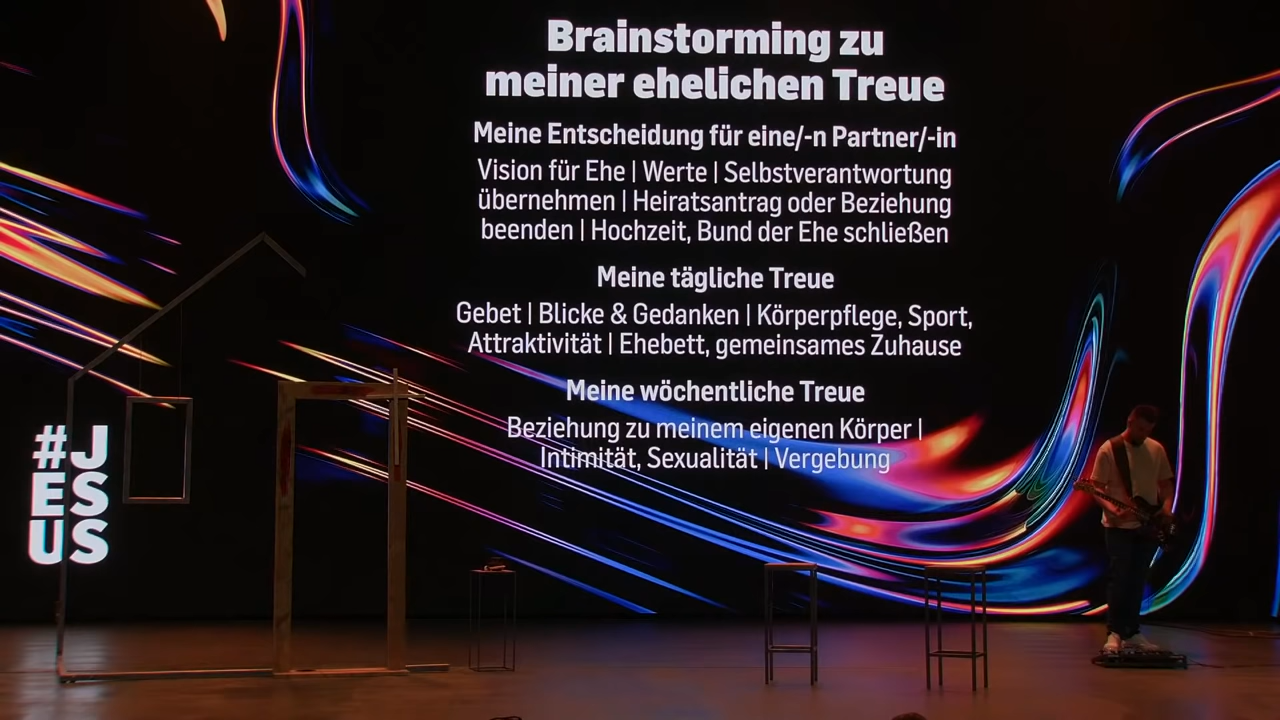 Brainstorming zu
meiner ehelichen Treue
Meine Entscheidung für eine/-n Partner/-in
Vision für Ehe | Werte | Selbstverantwortung
übernehmen | Heiratsantrag oder Beziehung
beenden | Hochzeit, Bund der Ehe schließen
Meine tägliche Treue
Gebet | Blicke & Gedanken | Körperpflege, Sport,
Attraktivität | Ehebett, gemeinsames Zuhause
Meine wöchentliche Treue
Beziehung zu meinem eigenen Körper |
Intimität, Sexualität | Vergebung
#J
ES
US